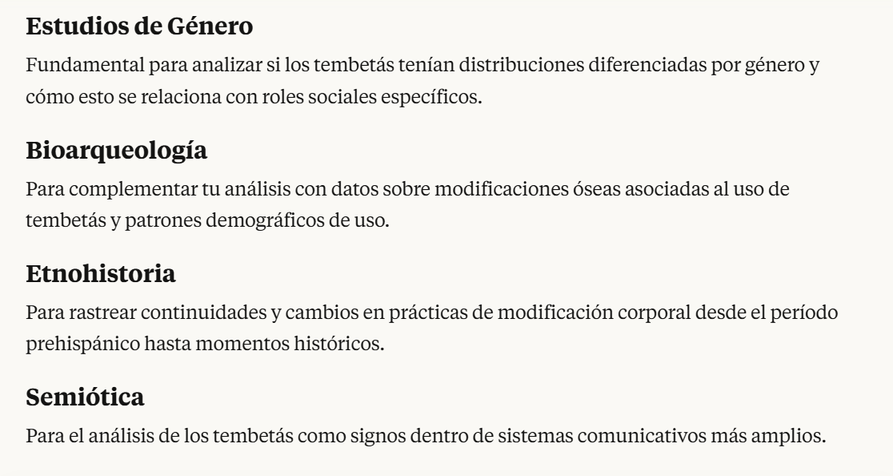 Estudios de Género
Fundamental para analizar si los tembetás tenían distribuciones diferenciadas por género y
cómo esto se relaciona con roles sociales específicos.
Bioarqueología
Para complementar tu análisis con datos sobre modificaciones óseas asociadas al uso de
tembetás y patrones demográficos de uso.
Etnohistoria
Para rastrear continuidades y cambios en prácticas de modificación corporal desde el período
prehispánico hasta momentos históricos.
Semiótica
Para el análisis de los tembetás como signos dentro de sistemas comunicativos más amplios.